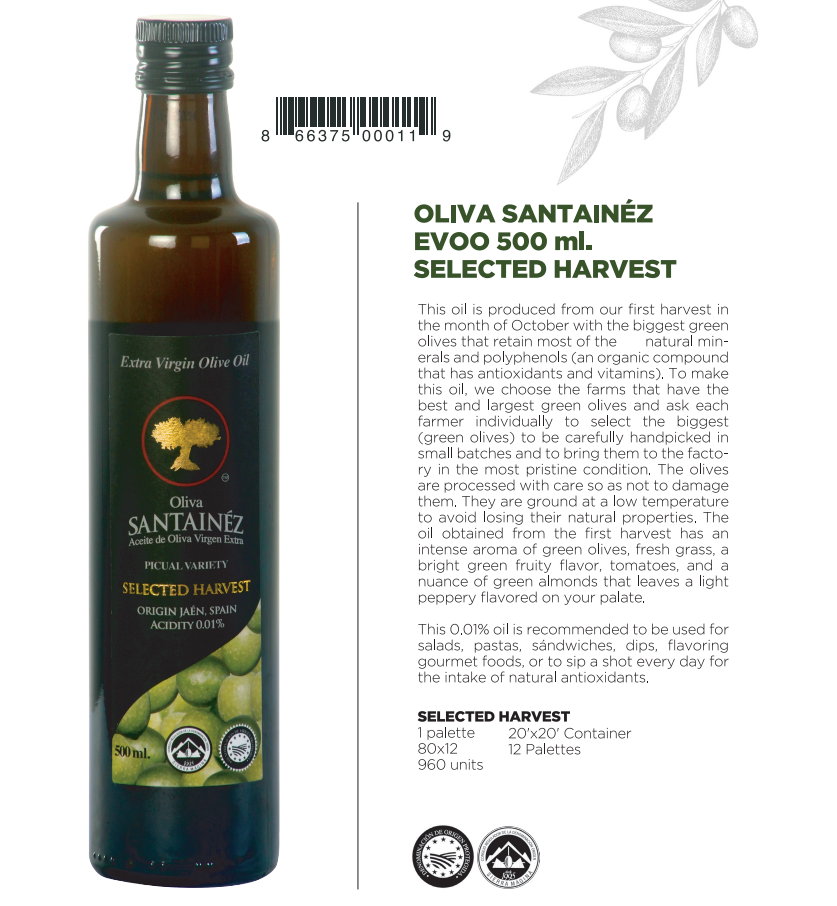 8 66375 00011 9
Extra Virgin Olive Oil
Oliva
SANTAINÉZ
Aceite de Oliva Virgen Extra
PICUAL VARIETY
SELECTED HARVEST
ORIGIN JAÉN, SPAIN
ACIDITY 0.01%
500 ml.
OLIVA SANTAINÉZ
EVOO 500 ml.
SELECTED HARVEST
This oil is produced from our first harvest in
the month of October with the biggest green
olives that retain most of the natural min-
erals and polyphenols (an organic compound
that has antioxidants and vitamins). To make
this oil, we choose the farms that have the
best and largest green olives and ask each
farmer individually to select the biggest
(green olives) to be carefully handpicked in
small batches and to bring them to the facto-
ry in the most pristine condition. The olives
are processed with care so as not to damage
them. They are ground at a low temperature
to avoid losing their natural properties. The
oil obtained from the first harvest has an
intense aroma of green olives, fresh grass, a
bright green fruity flavor, tomatoes, and a
nuance of green almonds that leaves a light
peppery flavored on your palate.
This 0.01% oil is recommended to be used for
salads, pastas, sándwiches, dips, flavoring
gourmet foods, or to sip a shot every day for
the intake of natural antioxidants.
SELECTED HARVEST
1 palette 20'x20' Container
80x12 12 Palettes
960 units
DENOMINACIÓN DE ORIGEN PROTEGIDA
SIERRA MÁGINA